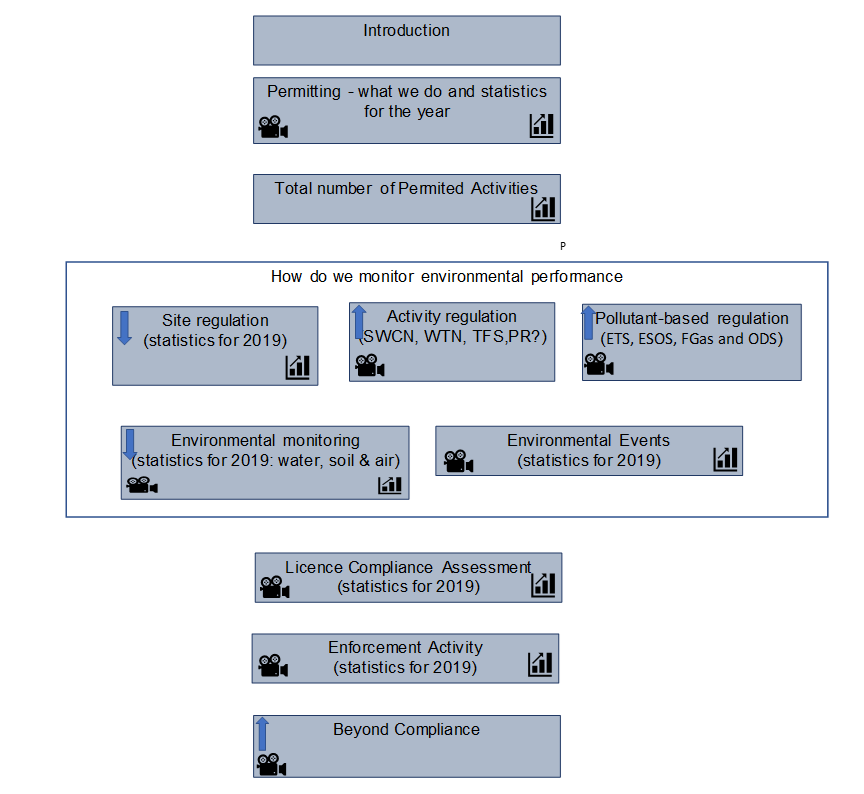 Introduction
Permitting - what we do and statistics
for the year
Total number of Permited Activities
P
How do we monitor environmental performance
Site regulation
(statistics for 2019)
Activity regulation
(SWCN, WTN, TFS,PR?)
Pollutant-based regulation
(ETS, ESOS, FGas and ODS)
Environmental monitoring
(statistics for 2019: water, soil & air)
Environmental Events
(statistics for 2019)
Licence Compliance Assessment
(statistics for 2019)
Enforcement Activity
(statistics for 2019)
Beyond Compliance